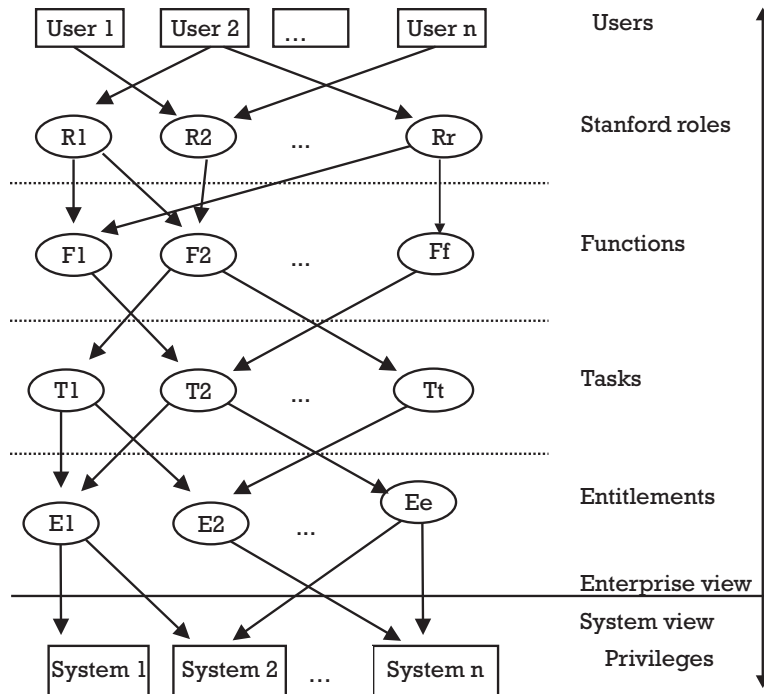 User 1 User 2 ... User n Users
R1 R2 ... Rr Stanford roles
F1 F2 ... Ff Functions
T1 T2 ... Tt Tasks
E1 E2 ... Ee Entitlements
Enterprise view
System view
Privileges
System 1 System 2 ... System n